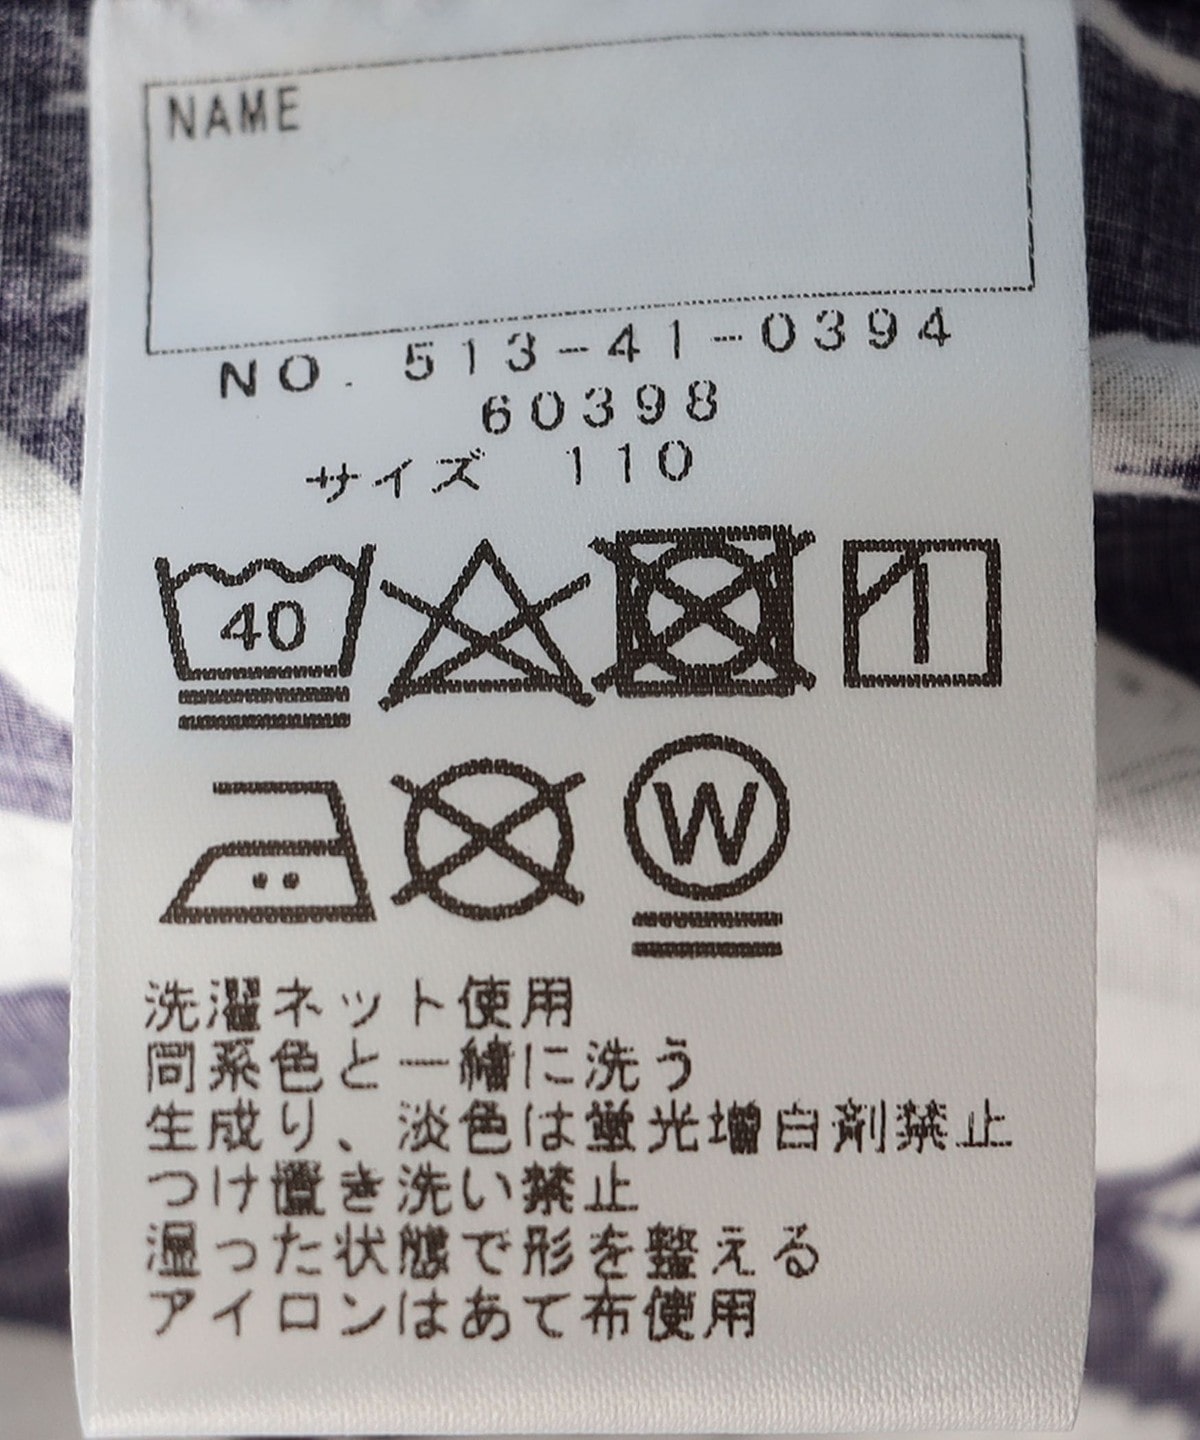 NAME
NO. 513-41-0394
60398
サイズ 110
40
W
洗濯ネット使用
同系色と一緒に洗う
生成り、淡色は蛍光増白剤禁止
つけ置き洗い禁止
湿った状態で形を整える
アイロンはあて布使用